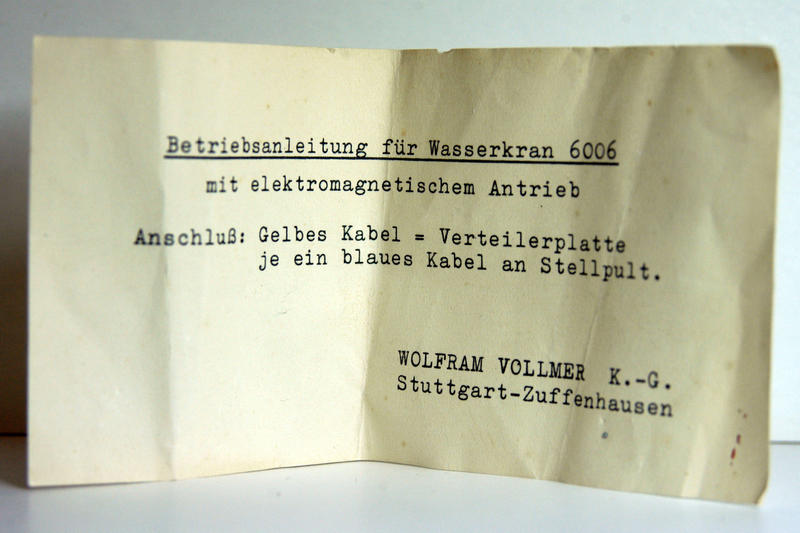 Betriebsanleitung für Wasserkran 6006
mit elektromagnetischem Antrieb
Anschluß: Gelbes Kabel = Verteilerplatte
je ein blaues Kabel an Stellpult.
WOLFRAM VOLLMER K.-G.
Stuttgart-Zuffenhausen